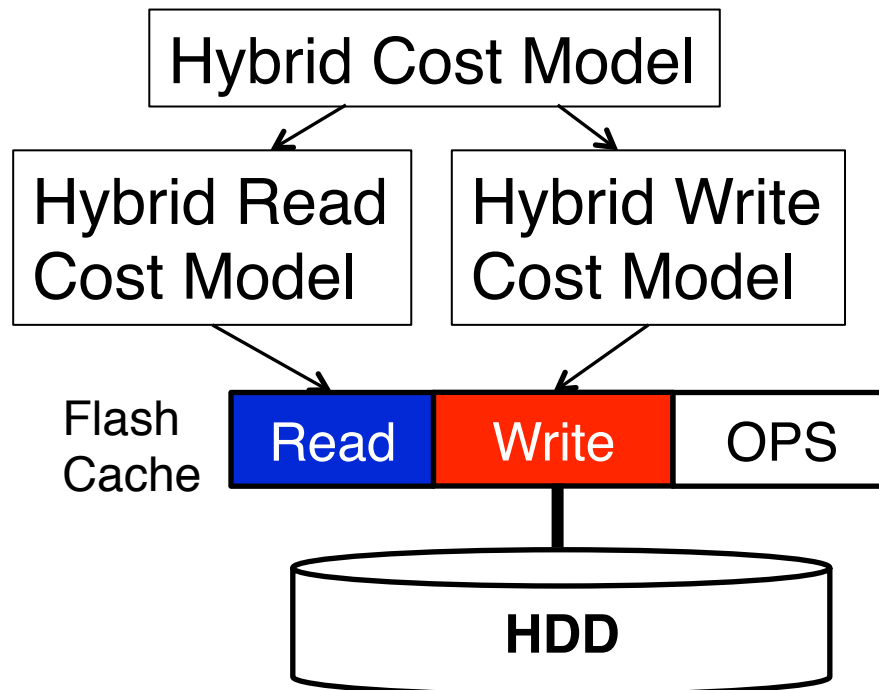 Hybrid Cost Model
Hybrid Read
Cost Model
Hybrid Write
Cost Model
Flash
Cache
Read
Write
OPS
HDD